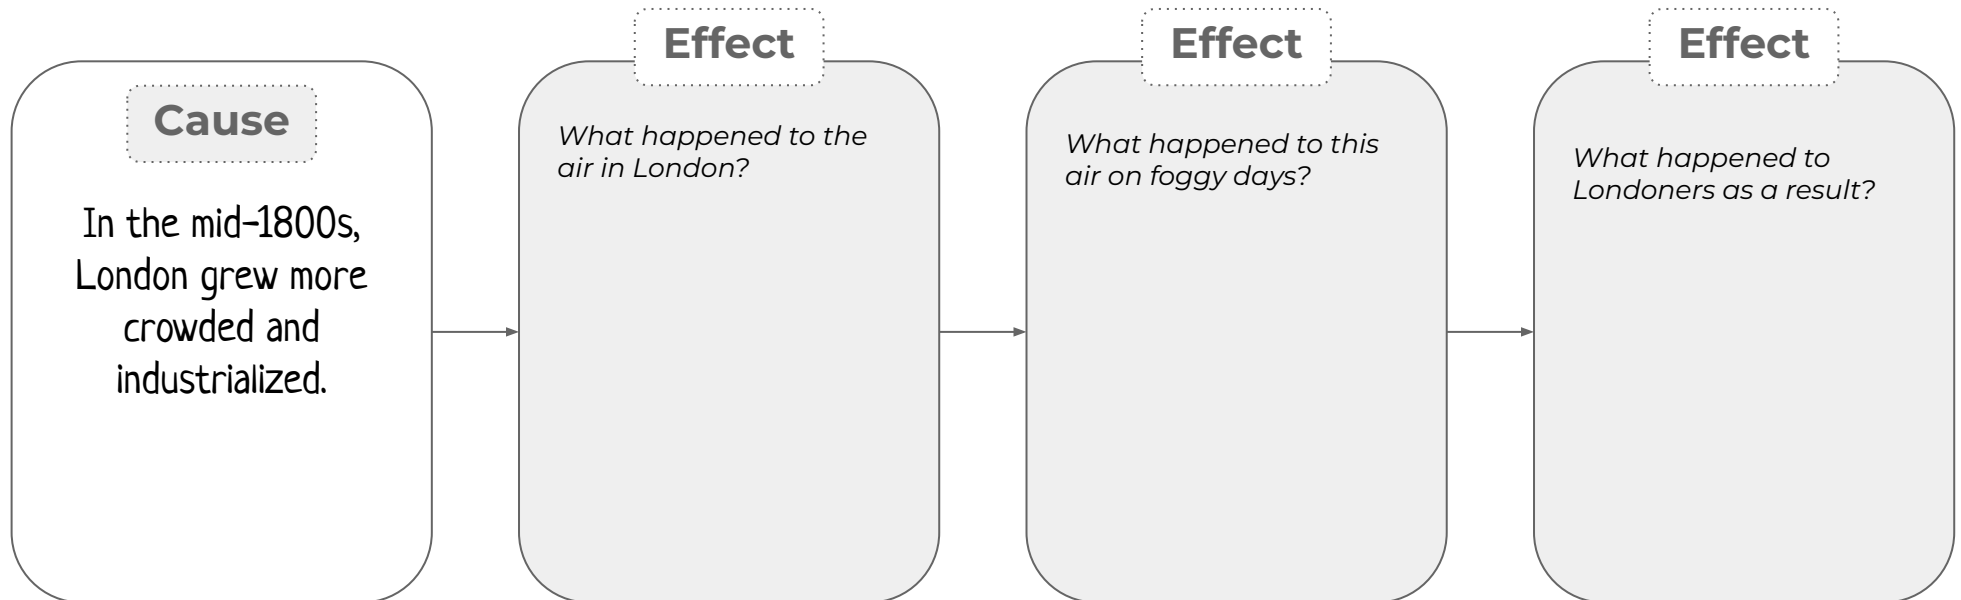 Cause
In the mid-1800s,
London grew more
crowded and
industrialized.
Effect
What happened to the
air in London?
Effect
What happened to this
air on foggy days?
Effect
What happened to
Londoners as a result?